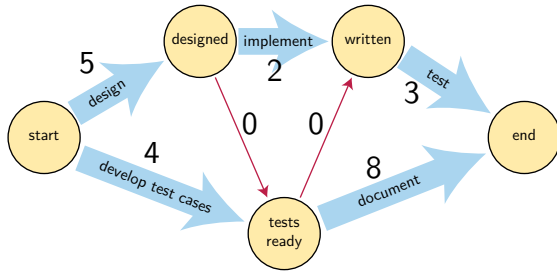 designed
implement
written
5
2
design
test
3
start
0
0
end
4
8
develop test cases
document
tests
ready